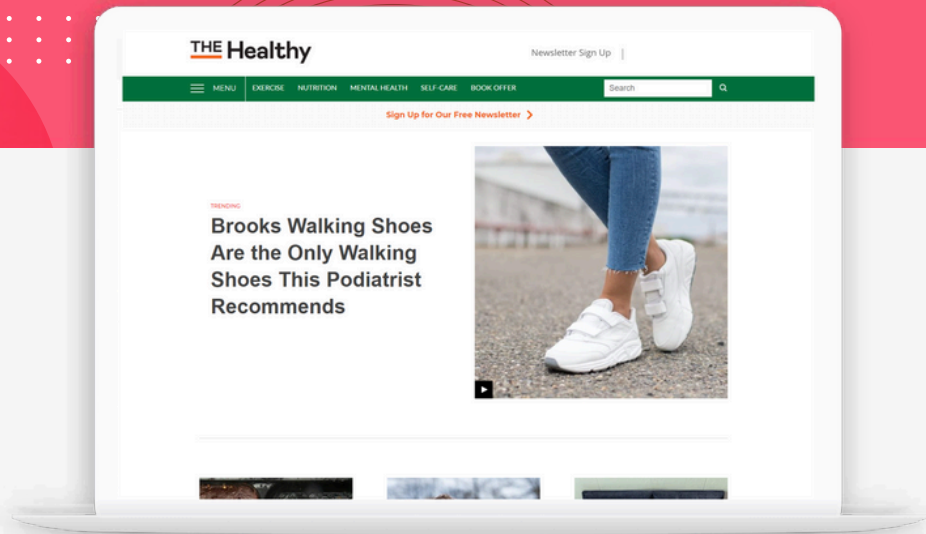 THE Healthy
Newsletter Sign Up |
MENU EXERCISE NUTRITION MENTAL HEALTH SELF-CARE BOOK OFFER Search
Sign Up for Our Free Newsletter
TRENDING
Brooks Walking Shoes
Are the Only Walking
Shoes This Podiatrist
Recommends